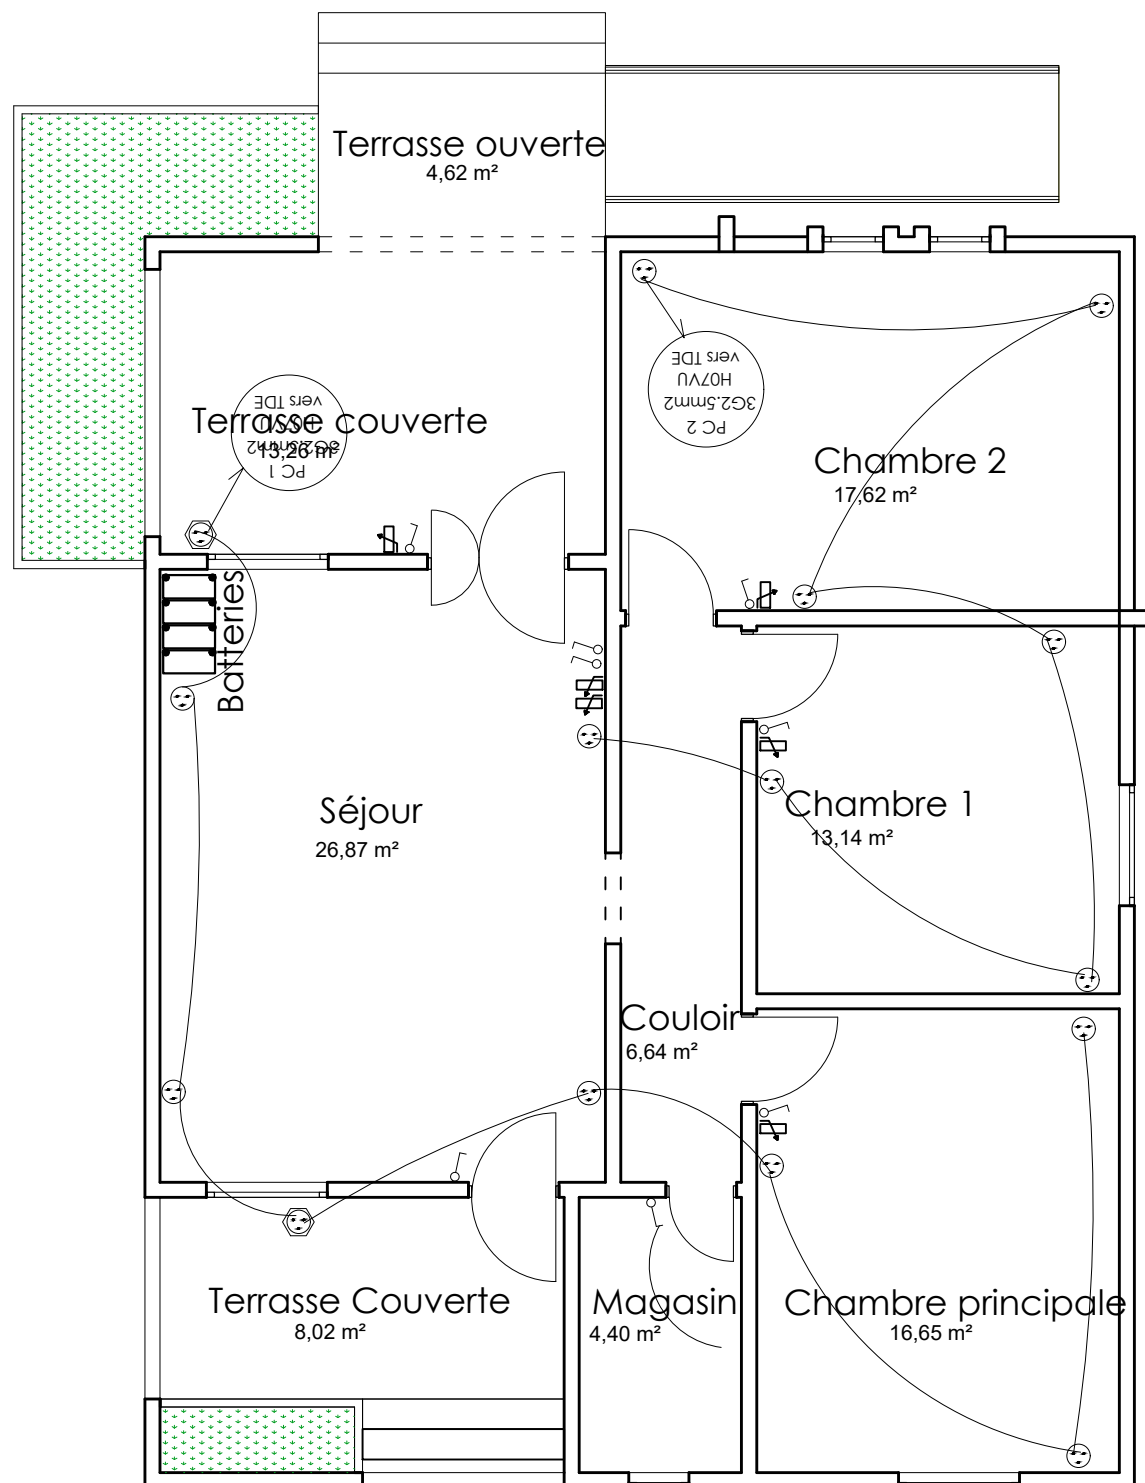 Terrasse ouverte
4,62 m²
vers TDE
H07VU
3G2.5mm2
PC 2
vers TDE
Terrasse couverte
13,26 m²
PC 1
Chambre 2
17,62 m²
Batteries
Séjour
26,87 m²
Chambre 1
13,14 m²
Couloir
6,64 m²
Terrasse Couverte
8,02 m²
Magasin
4,40 m²
Chambre principale
16,65 m²